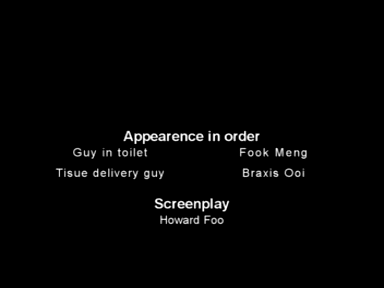 Appearence in order
Guy in toilet Fook Meng
Tisue delivery guy Braxis Ooi
Screenplay
Howard Foo